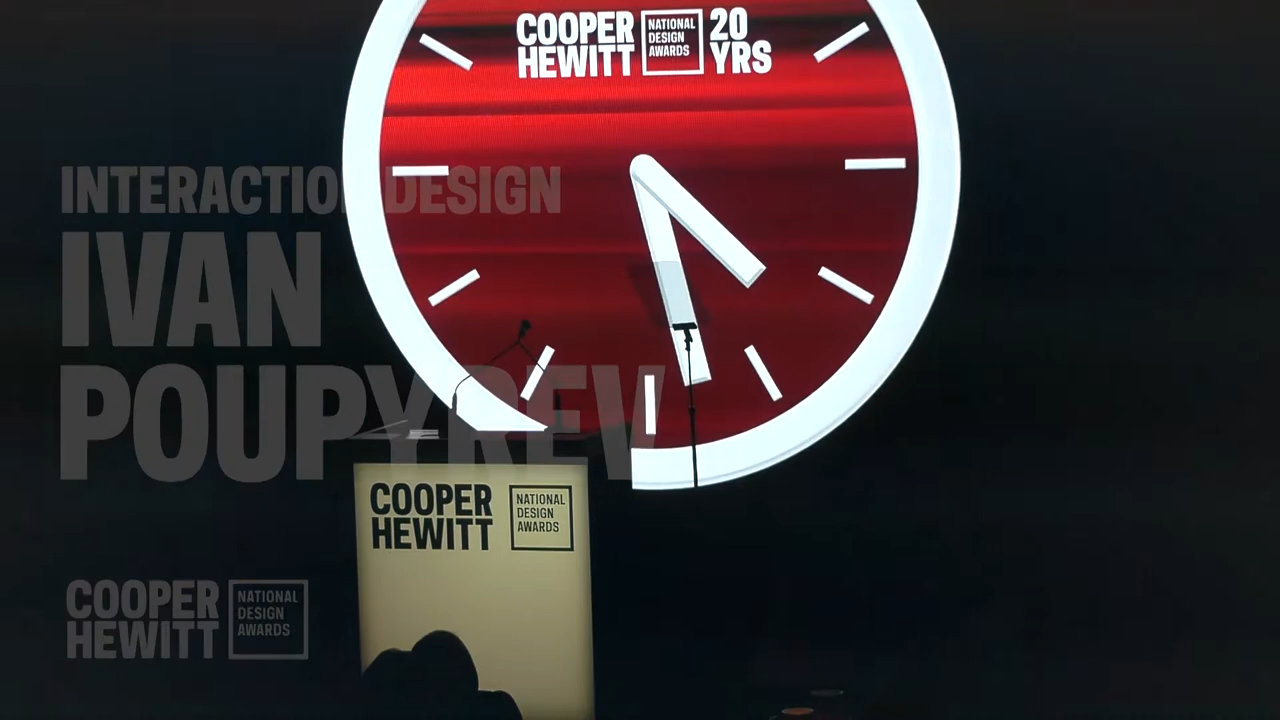 COOPER
HEWITT
NATIONAL
DESIGN
AWARDS
20
YRS
INTERACTION DESIGN
IVAN
POUPYREV
COOPER
HEWITT
NATIONAL
DESIGN
AWARDS
COOPER
HEWITT
NATIONAL
DESIGN
AWARDS